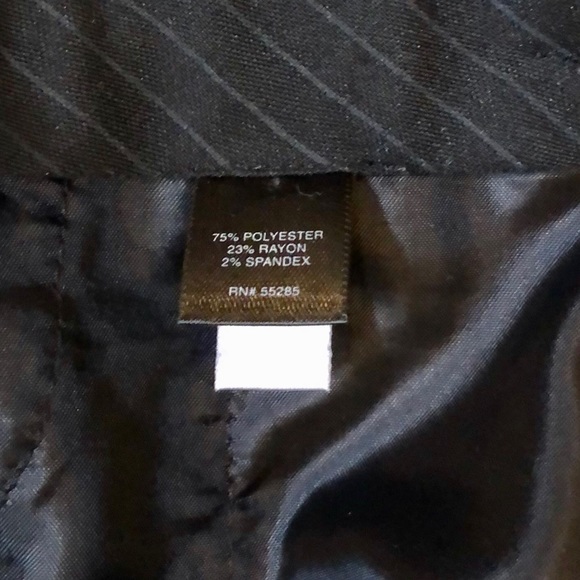 75% POLYESTER
23% RAYON
2% SPANDEX
RN# 55285